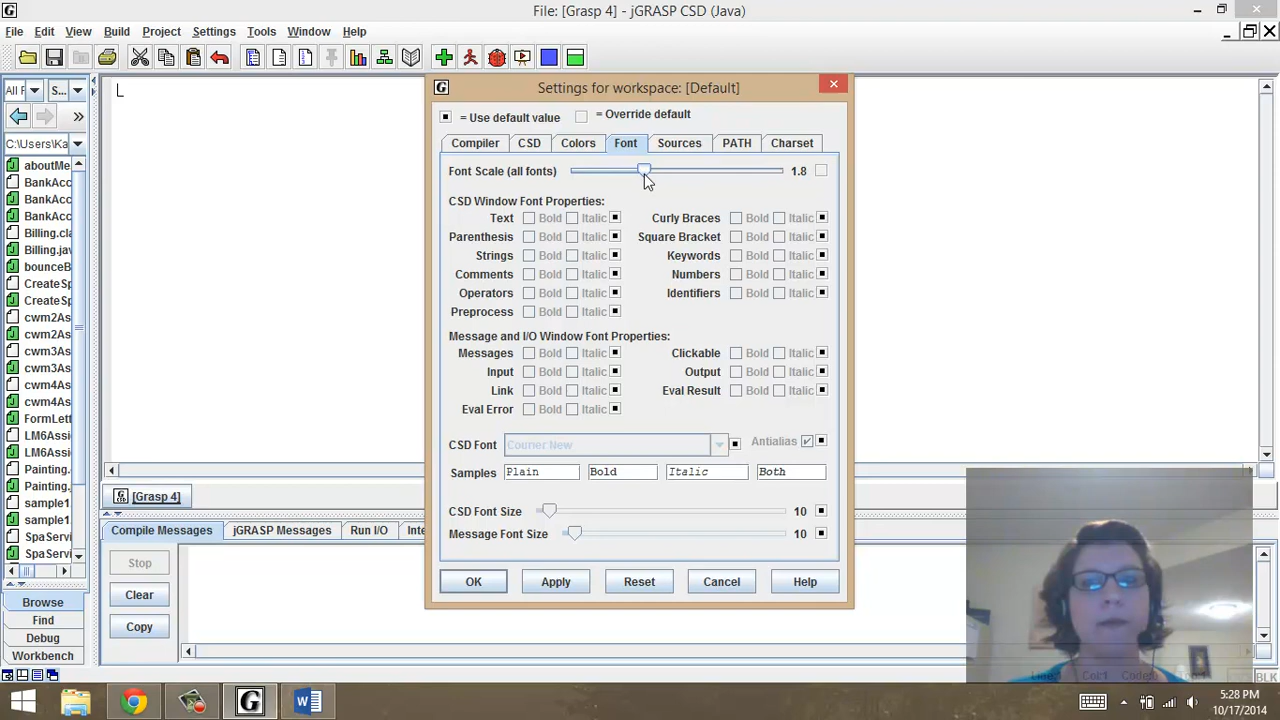 File: [Grasp 4] - jGRASP CSD (Java)
File Edit View Build Project Settings Tools Window Help
All F S...
C:\Users\Ka
aboutMe
BankAcc
BankAcc
BankAcc
Billing.cla
Billing.jav
bounceB
CreateSp
CreateSp
cwm2As
cwm2As
cwm3As
cwm3As
cwm4As
cwm4As
FormLett
LM6Assi
LM6Assi
Painting.
Painting.
sample1
sample1.
SpaServi
SpaServi
Browse
Find
Debug
Workbench
Settings for workspace: [Default]
= Use default value = Override default
Compiler CSD Colors Font Sources PATH Charset
Font Scale (all fonts) 1.8
CSD Window Font Properties:
Text Bold Italic Curly Braces Bold Italic
Parenthesis Bold Italic Square Bracket Bold Italic
Strings Bold Italic Keywords Bold Italic
Comments Bold Italic Numbers Bold Italic
Operators Bold Italic Identifiers Bold Italic
Preprocess Bold Italic
Message and I/O Window Font Properties:
Messages Bold Italic Clickable Bold Italic
Input Bold Italic Output Bold Italic
Link Bold Italic Eval Result Bold Italic
Eval Error Bold Italic
CSD Font Courier New Antialias
Samples Plain Bold Italic Both
CSD Font Size 10
Message Font Size 10
OK Apply Reset Cancel Help
[Grasp 4]
Compile Messages jGRASP Messages Run I/O Inte
Stop
Clear
Copy
BLK
5:28 PM
10/17/2014